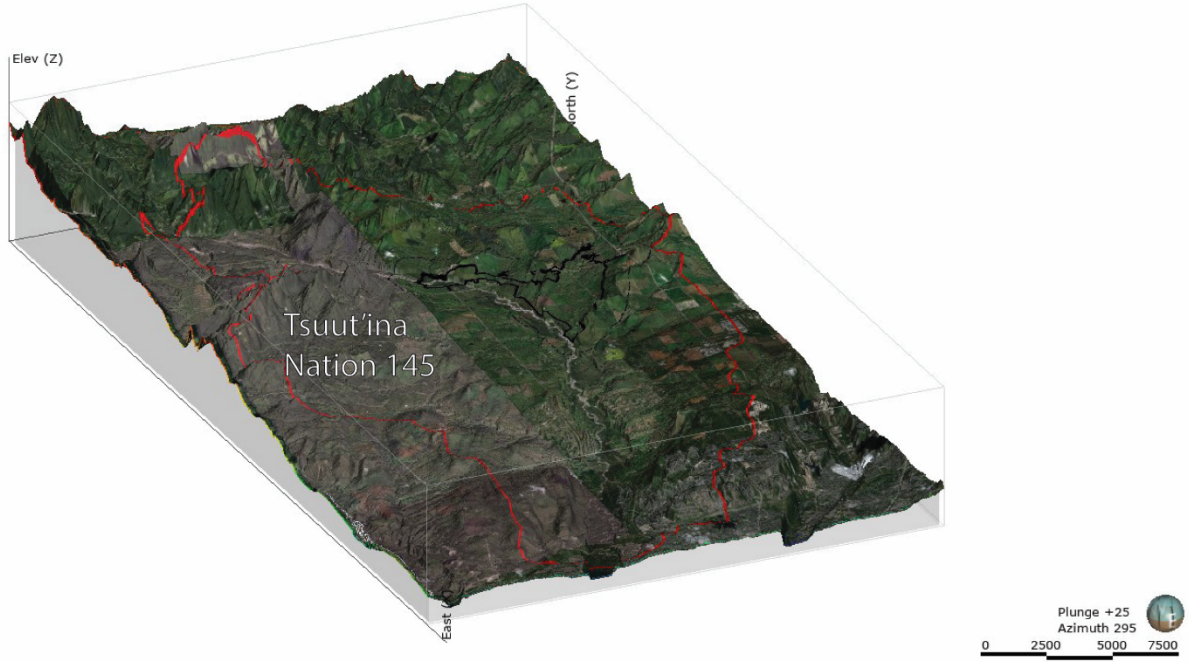 Elev (Z)
North (Y)
Tsuut'ina
Nation 145
East
Plunge +25
Azimuth 295
0 2500 5000 7500